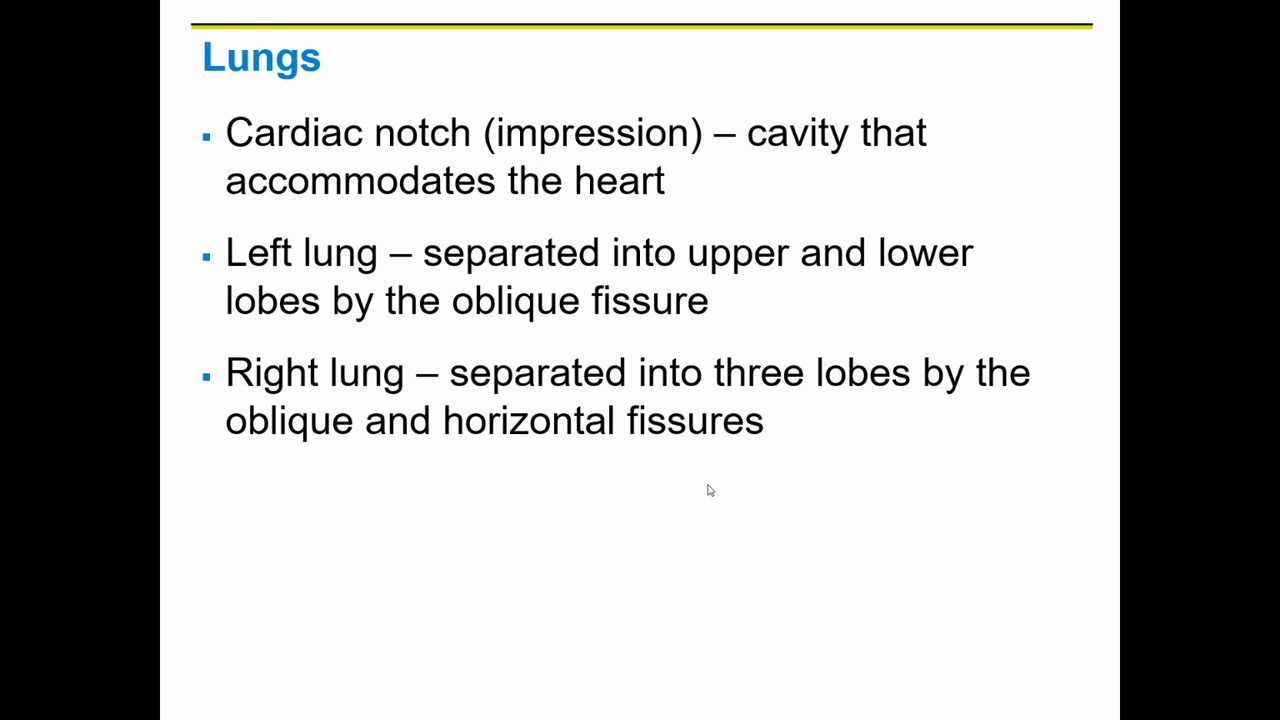 Lungs
▪ Cardiac notch (impression) – cavity that
accommodates the heart
▪ Left lung – separated into upper and lower
lobes by the oblique fissure
▪ Right lung – separated into three lobes by the
oblique and horizontal fissures